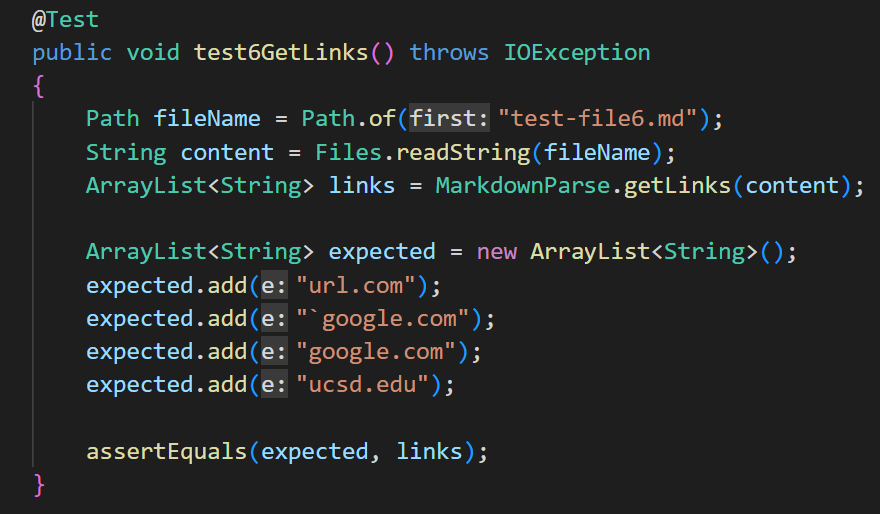 @Test
public void test6GetLinks() throws IOException
{
    Path fileName = Path.of(first: "test-file6.md");
    String content = Files.readString(fileName);
    ArrayList<String> links = MarkdownParse.getLinks(content);

    ArrayList<String> expected = new ArrayList<String>();
    expected.add(e: "url.com");
    expected.add(e: "`google.com");
    expected.add(e: "google.com");
    expected.add(e: "ucsd.edu");

    assertEquals(expected, links);
}